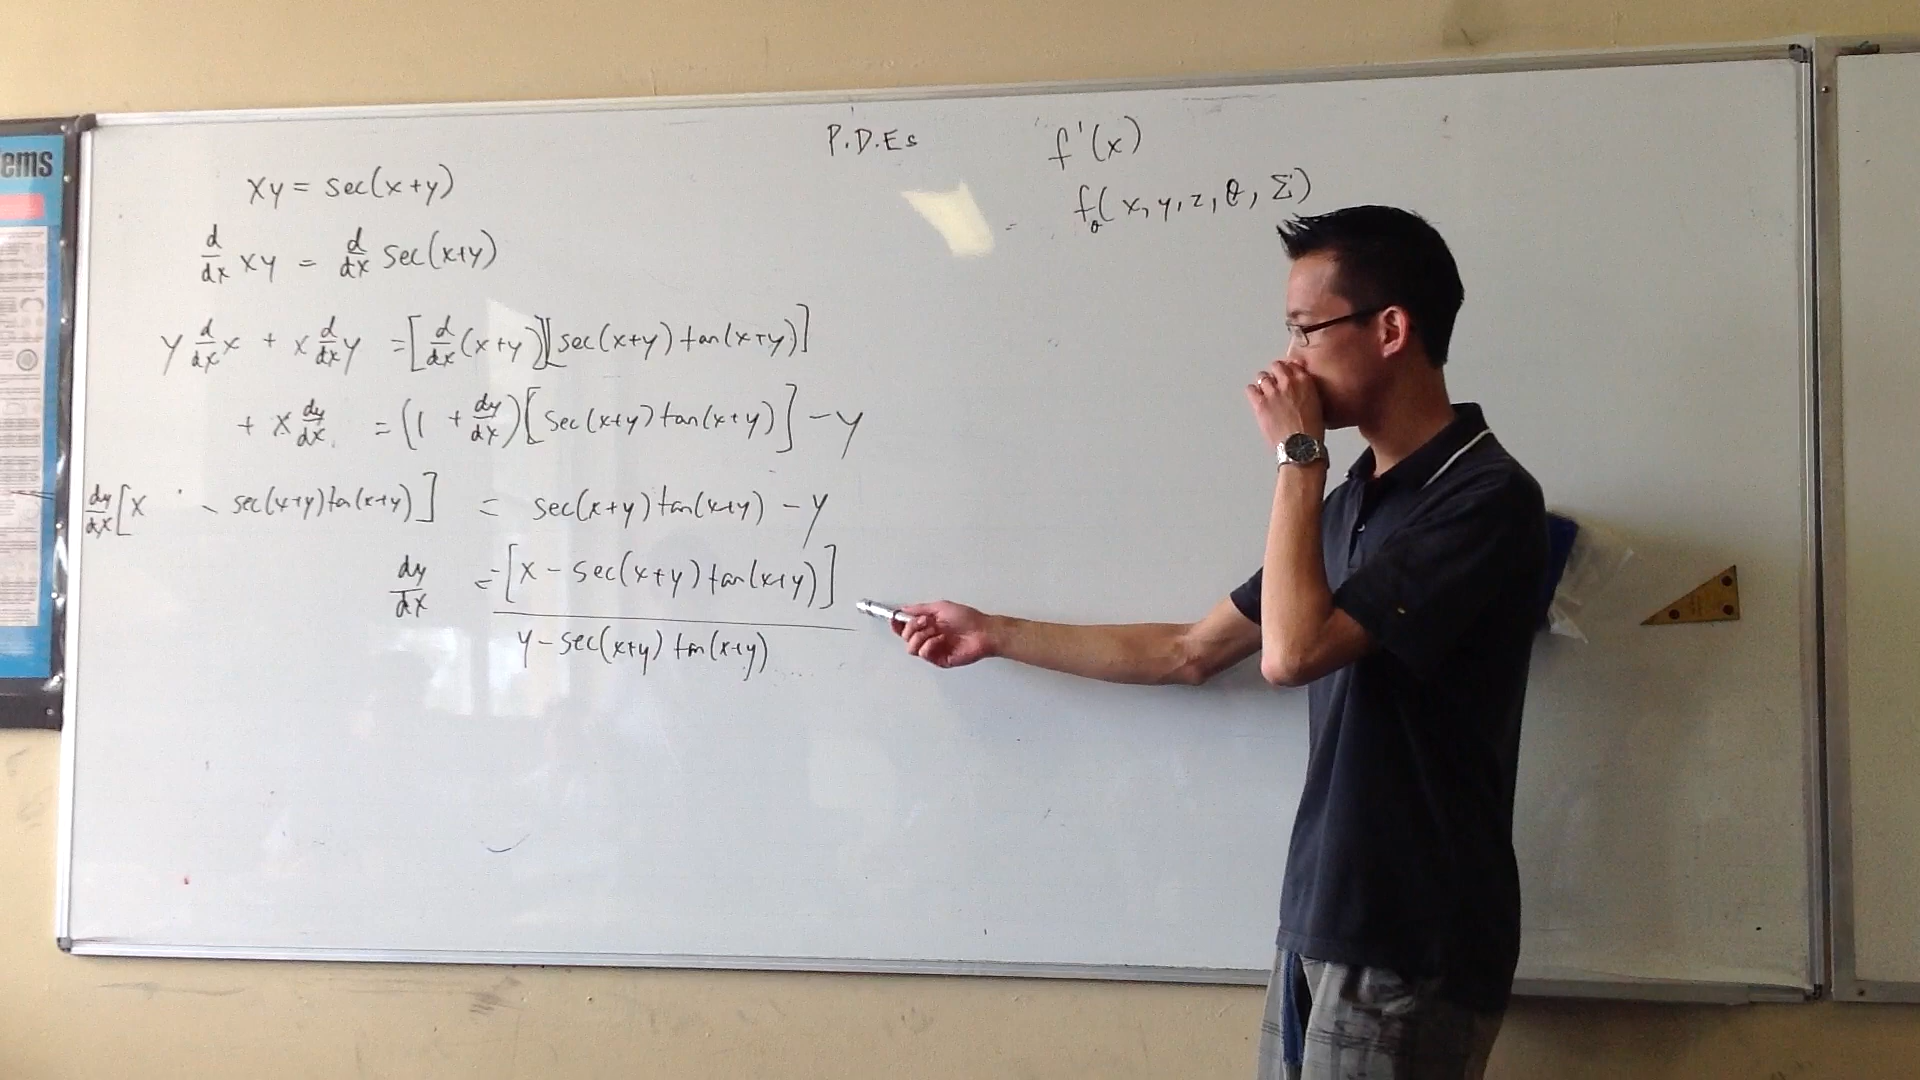 ems
P.D.Es
f'(x)
f_θ(x, y, z, θ, Σ)
xy = sec(x+y)
d/dx xy = d/dx sec(x+y)
y d/dx x + x d/dx y = [d/dx (x+y)][sec(x+y) tan(x+y)]
+ x dy/dx = (1 + dy/dx)[sec(x+y) tan(x+y)] - y
dy/dx [x - sec(x+y) tan(x+y)] = sec(x+y) tan(x+y) - y
dy/dx = -[x - sec(x+y) tan(x+y)]
y - sec(x+y) tan(x+y)